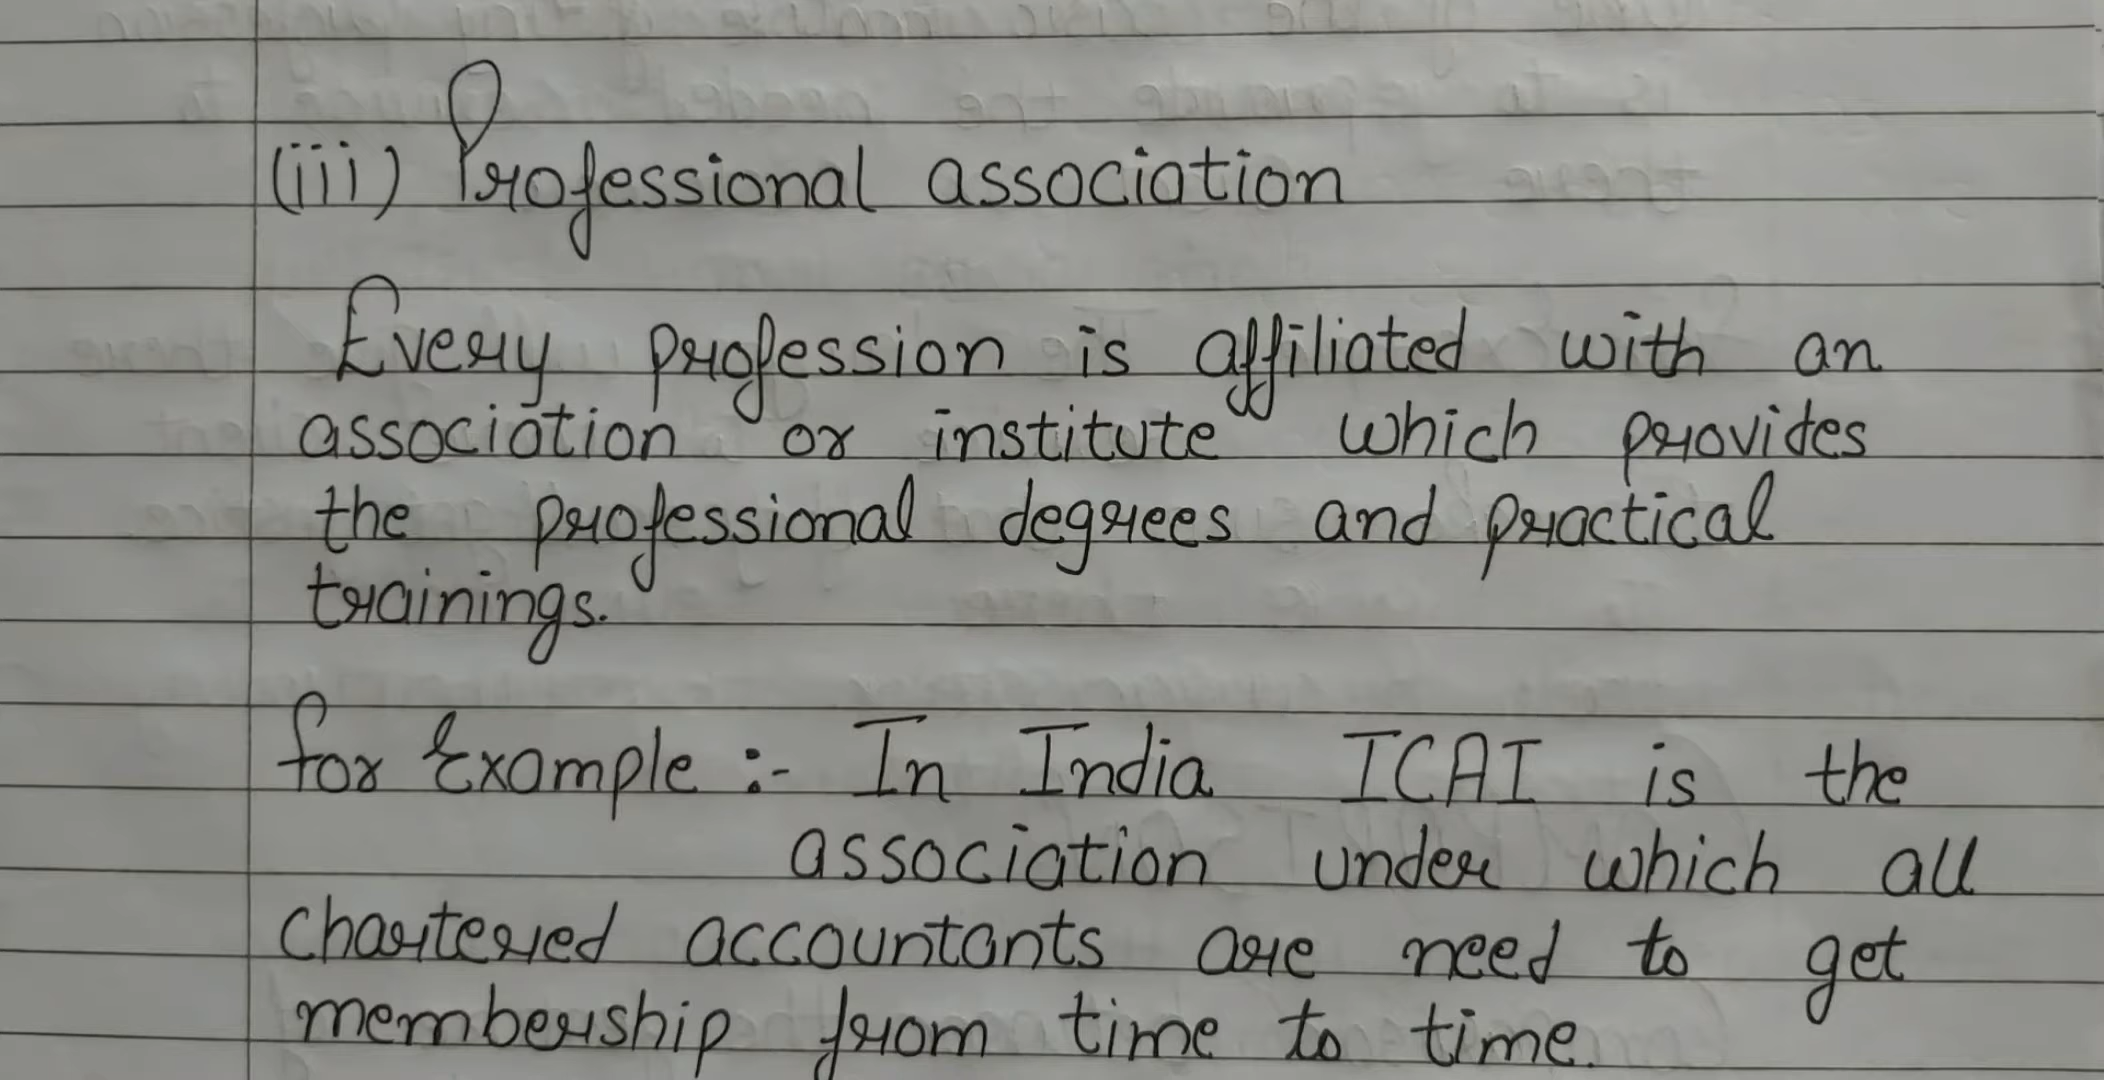 (iii) Professional association
Every profession is affiliated with an
association or institute which provides
the professional degrees and practical
trainings.
for Example :- In India ICAI is the
association under which all
chartered accountants are need to get
membership from time to time.